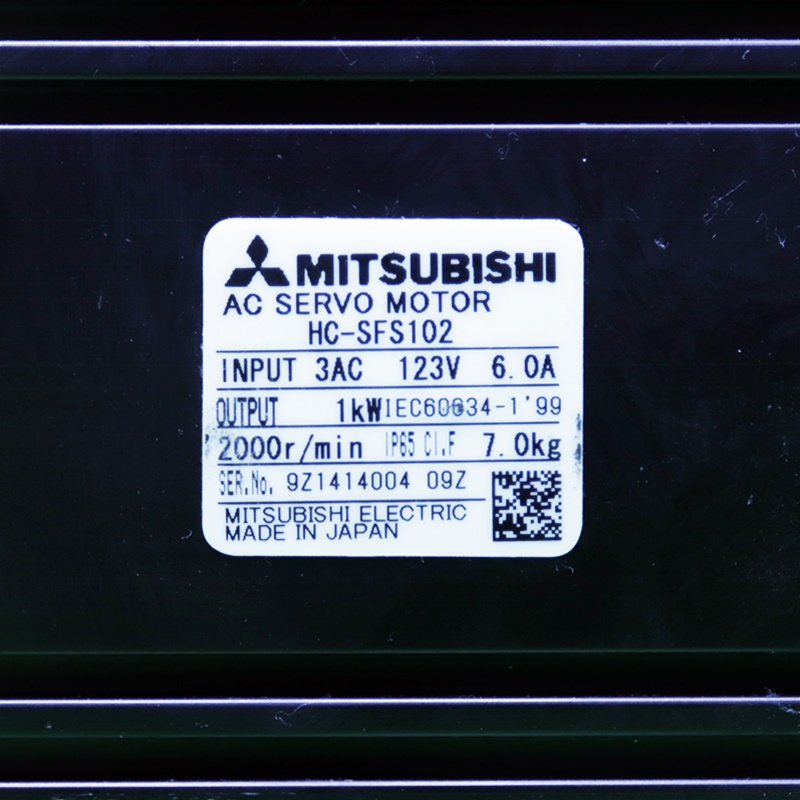 MITSUBISHI
AC SERVO MOTOR
HC-SFS102
INPUT 3AC 123V 6.0A
OUTPUT 1kW IEC60034-1'99
2000r/min IP65 CI.F 7.0kg
SER.No. 9Z1414004 09Z
MITSUBISHI ELECTRIC
MADE IN JAPAN